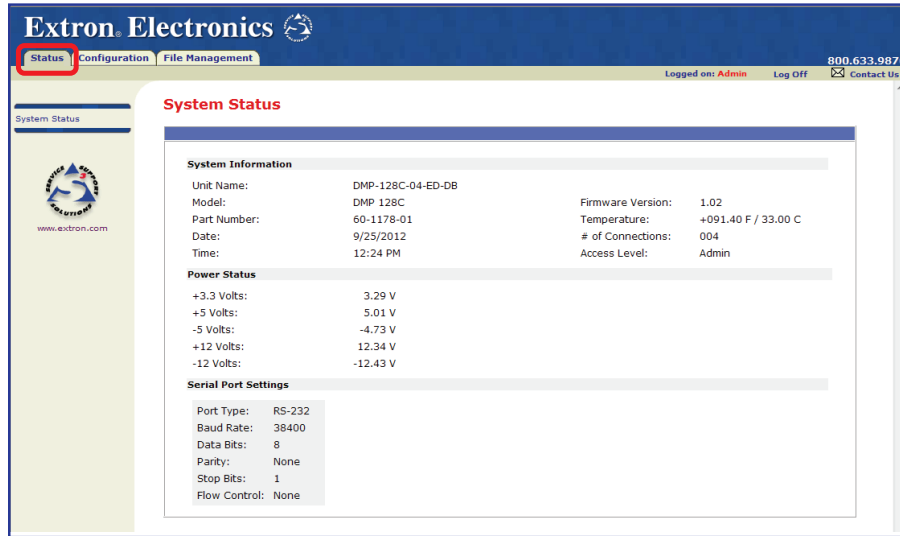 Extron® Electronics
Status Configuration File Management
800.633.987
Logged on: Admin Log Off Contact Us
System Status
System Status
SERVICE SUPPORT SOLUTIONS
S3
www.extron.com
System Information
Unit Name: DMP-128C-04-ED-DB
Model: DMP 128C Firmware Version: 1.02
Part Number: 60-1178-01 Temperature: +091.40 F / 33.00 C
Date: 9/25/2012 # of Connections: 004
Time: 12:24 PM Access Level: Admin
Power Status
+3.3 Volts: 3.29 V
+5 Volts: 5.01 V
-5 Volts: -4.73 V
+12 Volts: 12.34 V
-12 Volts: -12.43 V
Serial Port Settings
Port Type: RS-232
Baud Rate: 38400
Data Bits: 8
Parity: None
Stop Bits: 1
Flow Control: None